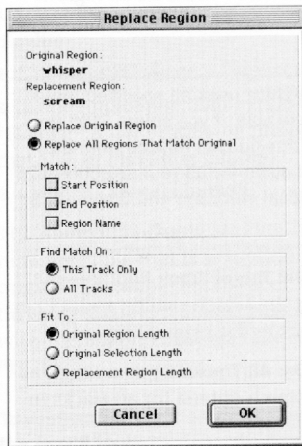 Replace Region
Original Region:
whisper
Replacement Region:
scream
Replace Original Region
Replace All Regions That Match Original
Match:
Start Position
End Position
Region Name
Find Match On:
This Track Only
All Tracks
Fit To:
Original Region Length
Original Selection Length
Replacement Region Length
Cancel OK